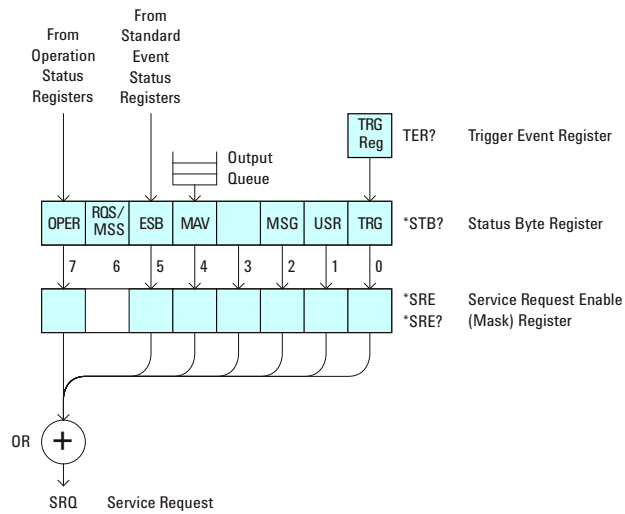 From
Operation
Status
Registers
From
Standard
Event
Status
Registers
Output
Queue
TRG
Reg
TER? Trigger Event Register
OPER RQS/
MSS ESB MAV MSG USR TRG *STB? Status Byte Register
7 6 5 4 3 2 1 0
*SRE Service Request Enable
*SRE? (Mask) Register
OR +
SRQ Service Request